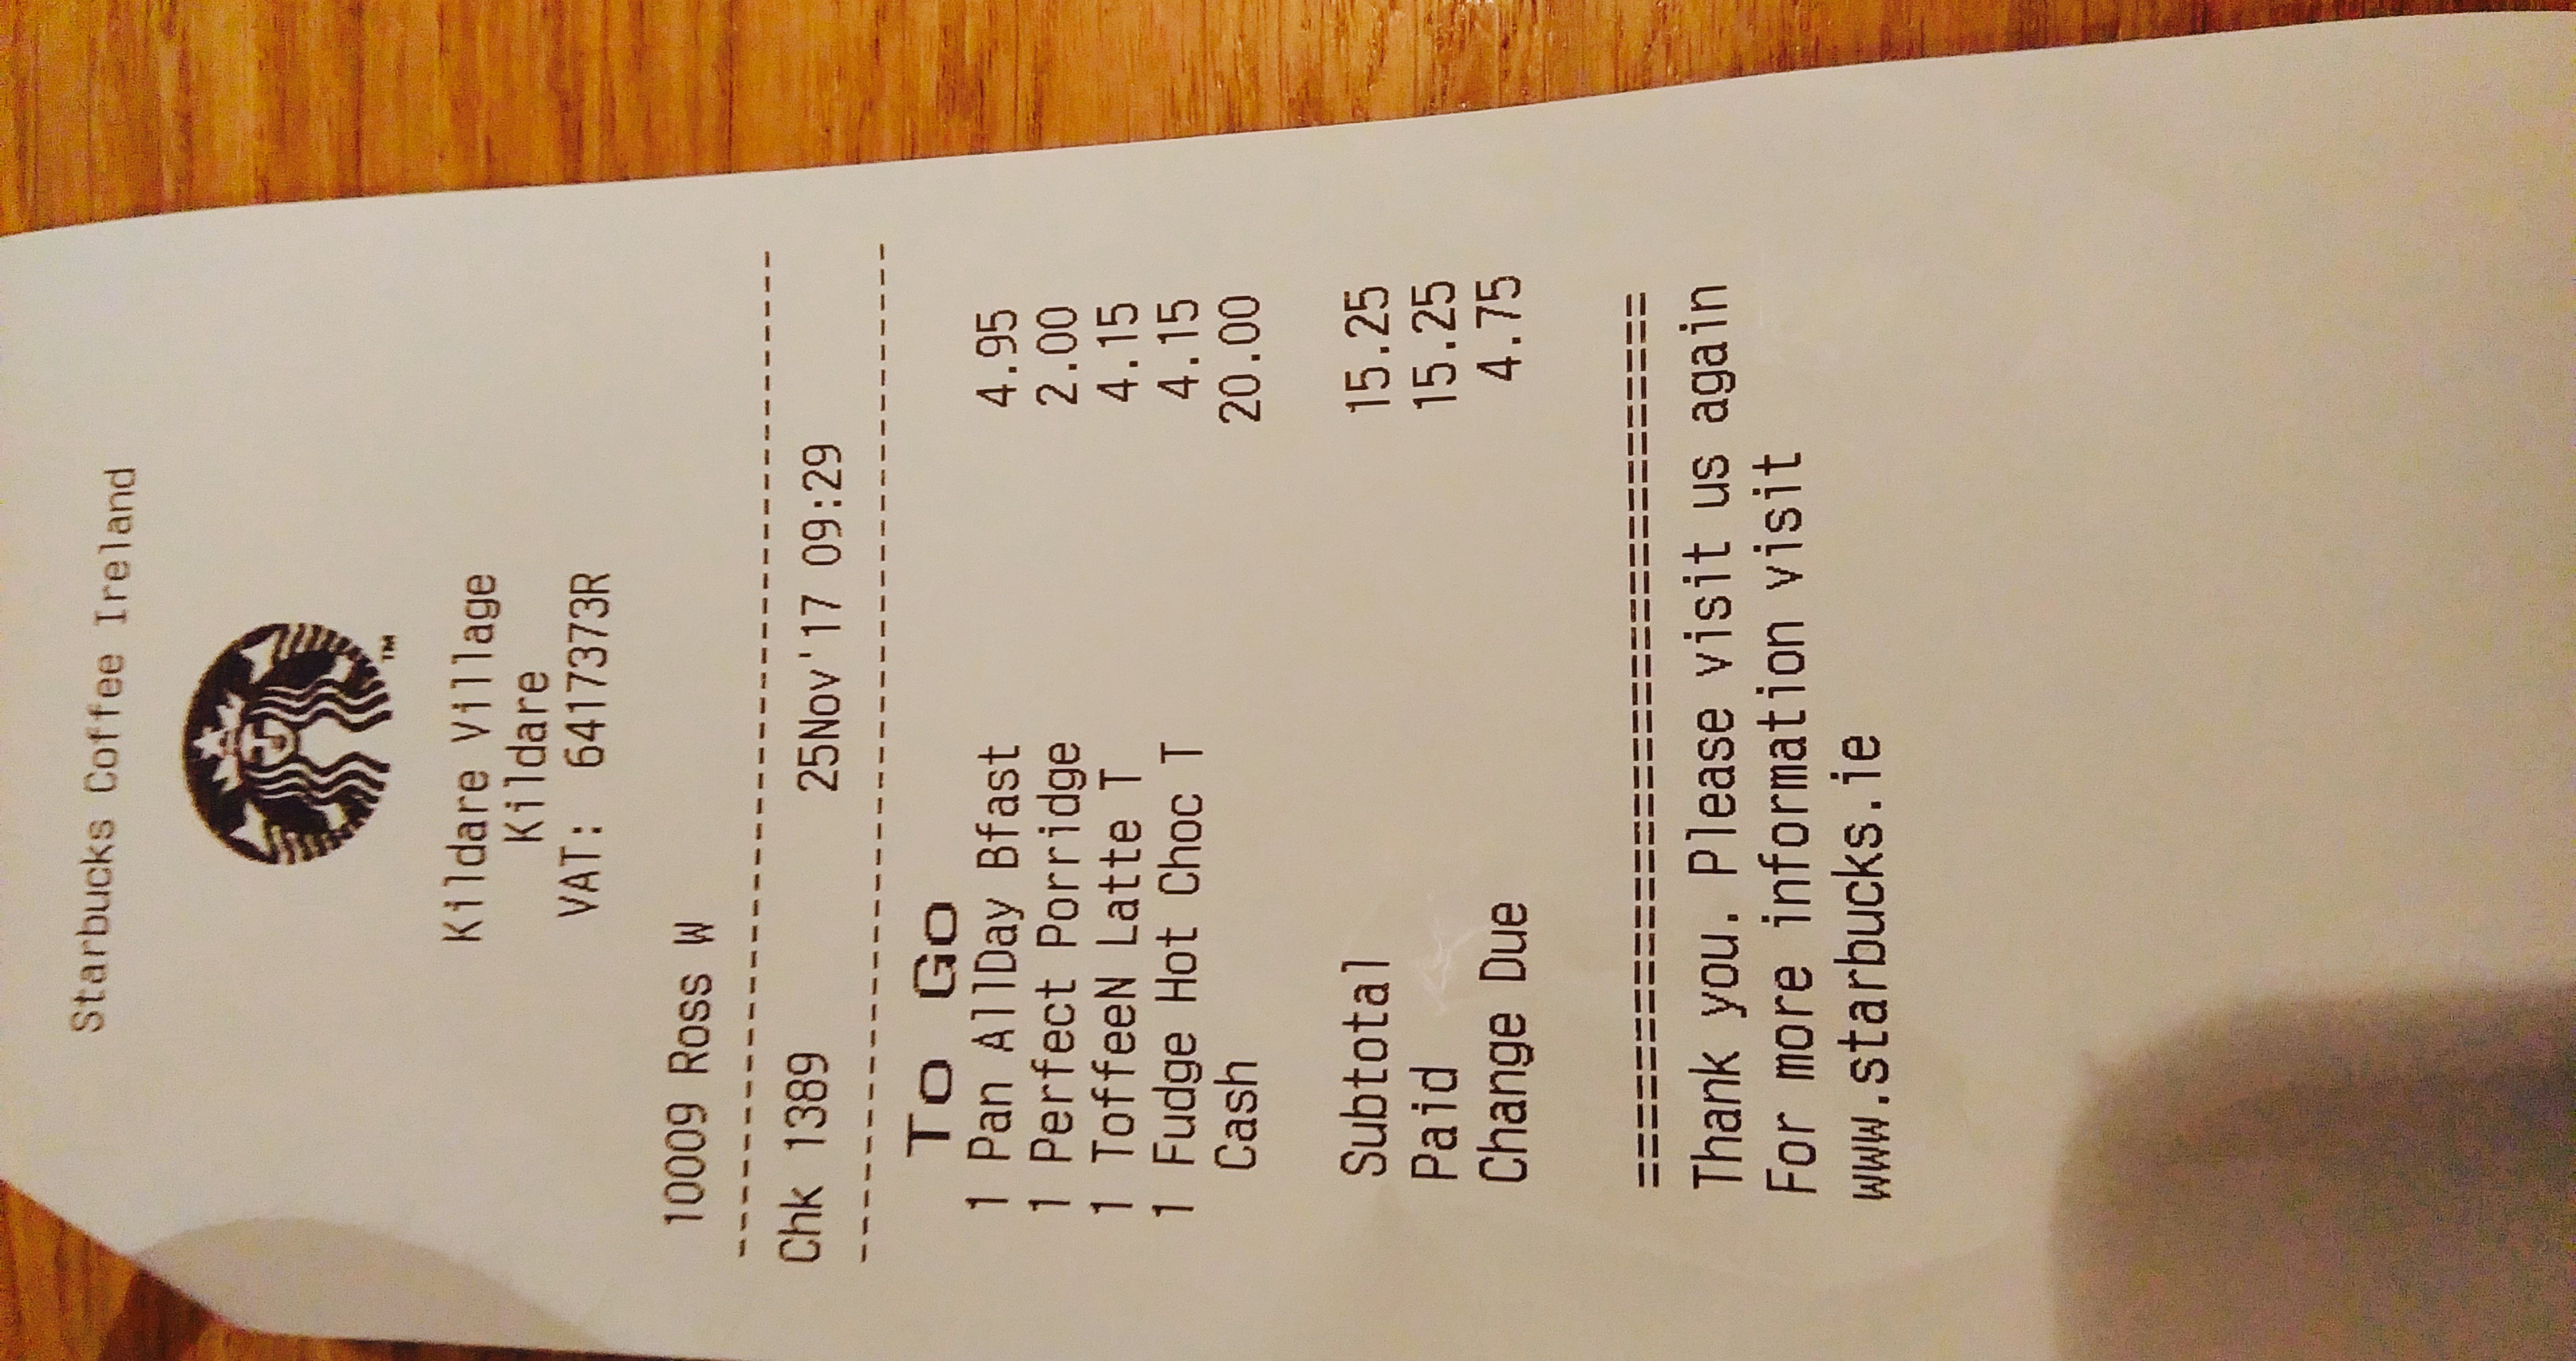 Starbucks Coffee Ireland
TM
Kildare Village
Kildare
VAT: 6417373R
10009 Ross W
--------------------------------
Chk 1389 25Nov'17 09:29
--------------------------------
To Go
1 Pan AllDay Bfast 4.95
1 Perfect Porridge 2.00
1 ToffeeN Latte T 4.15
1 Fudge Hot Choc T 4.15
Cash 20.00
Subtotal 15.25
Paid 15.25
Change Due 4.75
================================
Thank you. Please visit us again
For more information visit
www.starbucks.ie